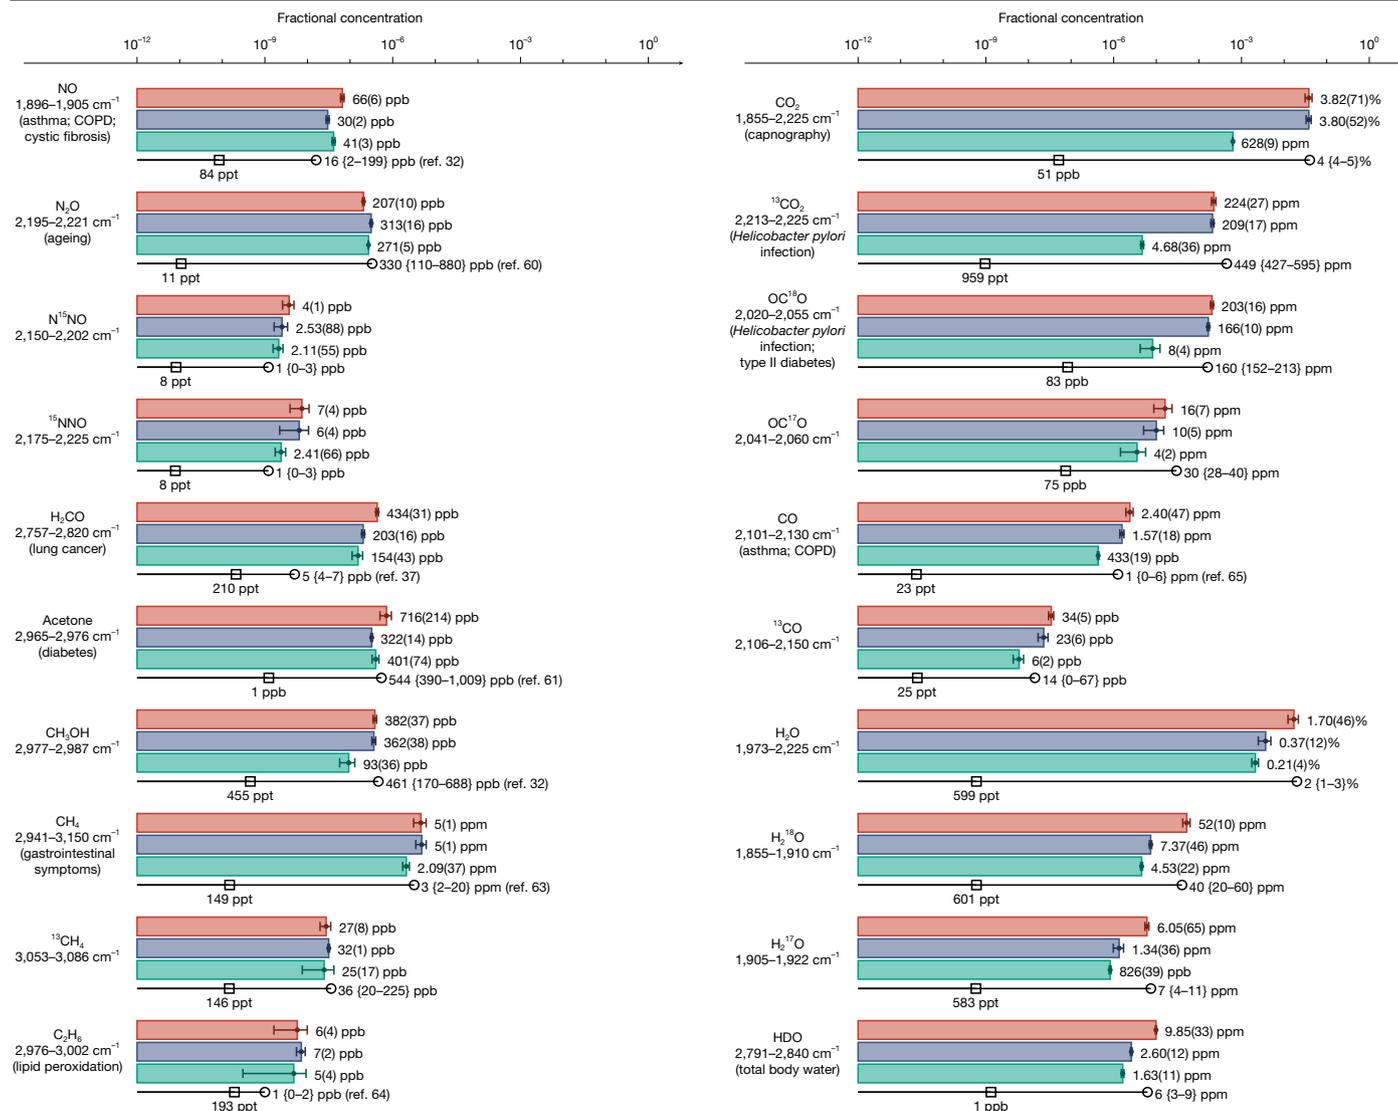 Fractional concentration
10⁻¹² 10⁻⁹ 10⁻⁶ 10⁻³ 10⁰
NO
1,896–1,905 cm⁻¹
(asthma; COPD;
cystic fibrosis)
66(6) ppb
30(2) ppb
41(3) ppb
16 {2–199} ppb (ref. 32)
84 ppt
N₂O
2,195–2,221 cm⁻¹
(ageing)
207(10) ppb
313(16) ppb
271(5) ppb
330 {110–880} ppb (ref. 60)
11 ppt
N¹⁵NO
2,150–2,202 cm⁻¹
4(1) ppb
2.53(88) ppb
2.11(55) ppb
1 {0–3} ppb
8 ppt
¹⁵NNO
2,175–2,225 cm⁻¹
7(4) ppb
6(4) ppb
2.41(66) ppb
1 {0–3} ppb
8 ppt
H₂CO
2,757–2,820 cm⁻¹
(lung cancer)
434(31) ppb
203(16) ppb
154(43) ppb
5 {4–7} ppb (ref. 37)
210 ppt
Acetone
2,965–2,976 cm⁻¹
(diabetes)
716(214) ppb
322(14) ppb
401(74) ppb
544 {390–1,009} ppb (ref. 61)
1 ppb
CH₃OH
2,977–2,987 cm⁻¹
382(37) ppb
362(38) ppb
93(36) ppb
461 {170–688} ppb (ref. 32)
455 ppt
CH₄
2,941–3,150 cm⁻¹
(gastrointestinal
symptoms)
5(1) ppm
5(1) ppm
2.09(37) ppm
3 {2–20} ppm (ref. 63)
149 ppt
¹³CH₄
3,053–3,086 cm⁻¹
27(8) ppb
32(1) ppb
25(17) ppb
36 {20–225} ppb
146 ppt
C₂H₆
2,976–3,002 cm⁻¹
(lipid peroxidation)
6(4) ppb
7(2) ppb
5(4) ppb
1 {0–2} ppb (ref. 64)
193 ppt
Fractional concentration
10⁻¹² 10⁻⁹ 10⁻⁶ 10⁻³ 10⁰
CO₂
1,855–2,225 cm⁻¹
(capnography)
3.82(71)%
3.80(52)%
628(9) ppm
4 {4–5}%
51 ppb
¹³CO₂
2,213–2,225 cm⁻¹
(Helicobacter pylori
infection)
224(27) ppm
209(17) ppm
4.68(36) ppm
449 {427–595} ppm
959 ppt
OC¹⁸O
2,020–2,055 cm⁻¹
(Helicobacter pylori
infection;
type II diabetes)
203(16) ppm
166(10) ppm
8(4) ppm
160 {152–213} ppm
83 ppb
OC¹⁷O
2,041–2,060 cm⁻¹
16(7) ppm
10(5) ppm
4(2) ppm
30 {28–40} ppm
75 ppb
CO
2,101–2,130 cm⁻¹
(asthma; COPD)
2.40(47) ppm
1.57(18) ppm
433(19) ppb
1 {0–6} ppm (ref. 65)
23 ppt
¹³CO
2,106–2,150 cm⁻¹
34(5) ppb
23(6) ppb
6(2) ppb
14 {0–67} ppb
25 ppt
H₂O
1,973–2,225 cm⁻¹
1.70(46)%
0.37(12)%
0.21(4)%
2 {1–3}%
599 ppt
H₂¹⁸O
1,855–1,910 cm⁻¹
52(10) ppm
7.37(46) ppm
4.53(22) ppm
40 {20–60} ppm
601 ppt
H₂¹⁷O
1,905–1,922 cm⁻¹
6.05(65) ppm
1.34(36) ppm
826(39) ppb
7 {4–11} ppm
583 ppt
HDO
2,791–2,840 cm⁻¹
(total body water)
9.85(33) ppm
2.60(12) ppm
1.63(11) ppm
6 {3–9} ppm
1 ppb